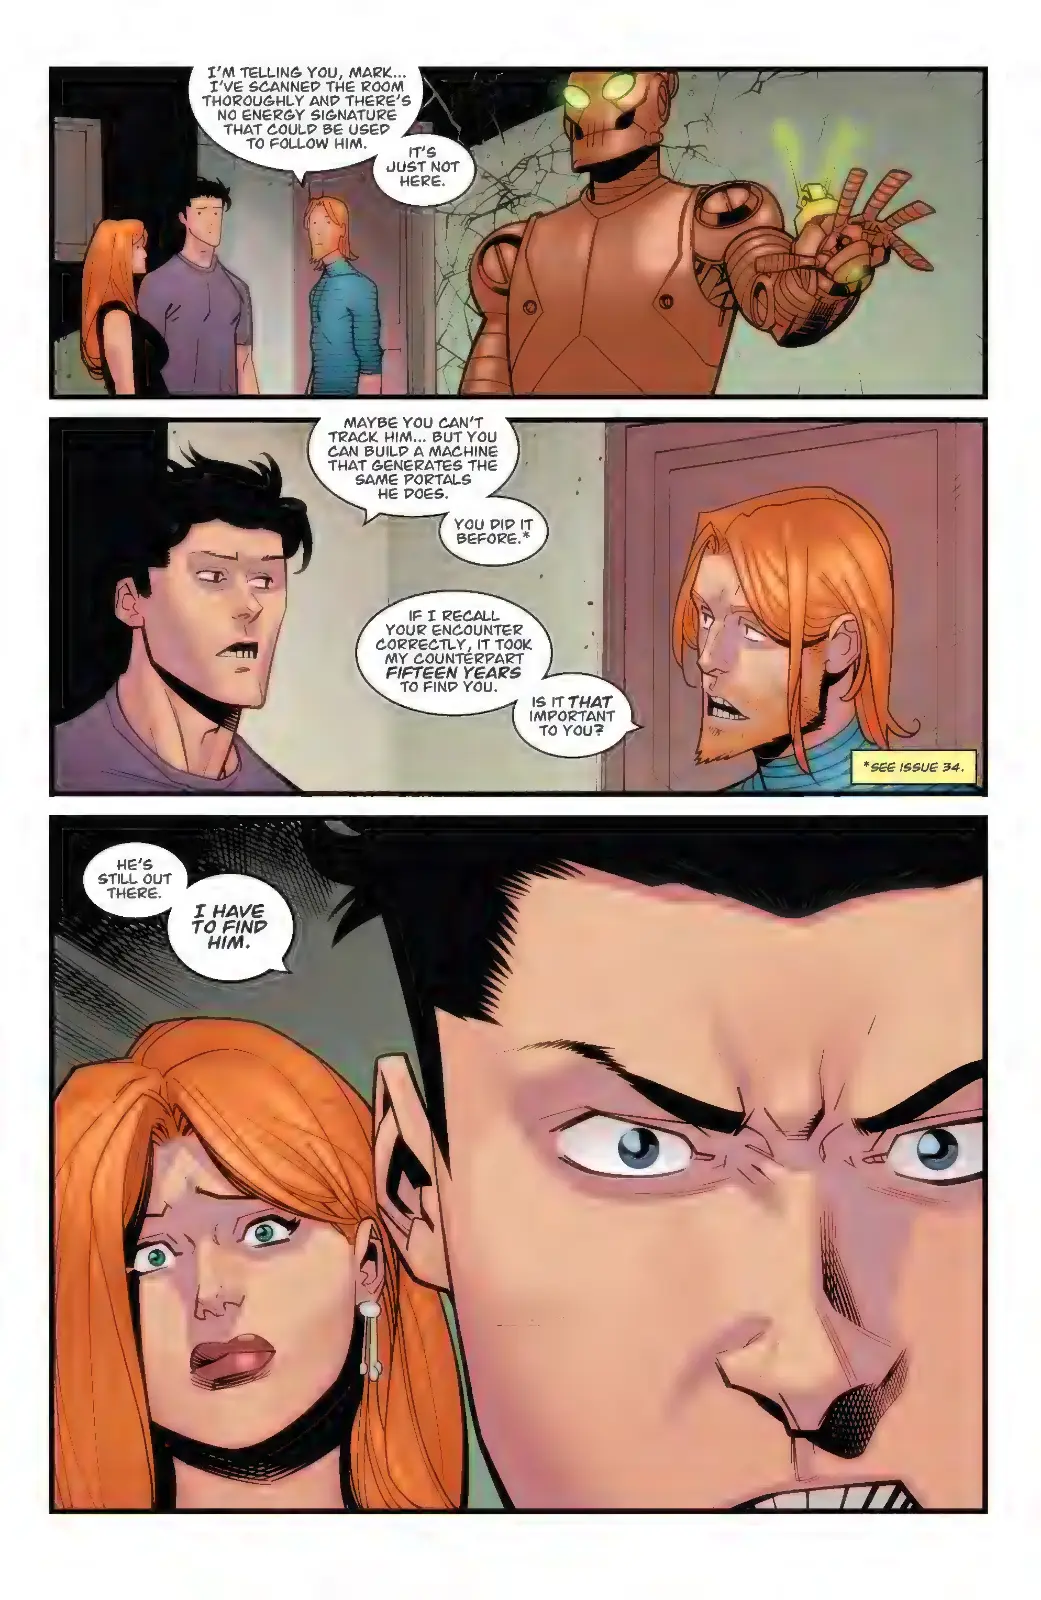 I'M TELLING YOU, MARK...
I'VE SCANNED THE ROOM
THOROUGHLY AND THERE'S
NO ENERGY SIGNATURE
THAT COULD BE USED
TO FOLLOW HIM.
IT'S
JUST NOT
HERE.
MAYBE YOU CAN'T
TRACK HIM... BUT YOU
CAN BUILD A MACHINE
THAT GENERATES THE
SAME PORTALS
HE DOES.
YOU DID IT
BEFORE.*
IF I RECALL
YOUR ENCOUNTER
CORRECTLY, IT TOOK
MY COUNTERPART
FIFTEEN YEARS
TO FIND YOU.
IS IT THAT
IMPORTANT
TO YOU?
*SEE ISSUE 34.
HE'S
STILL OUT
THERE.
I HAVE
TO FIND
HIM.